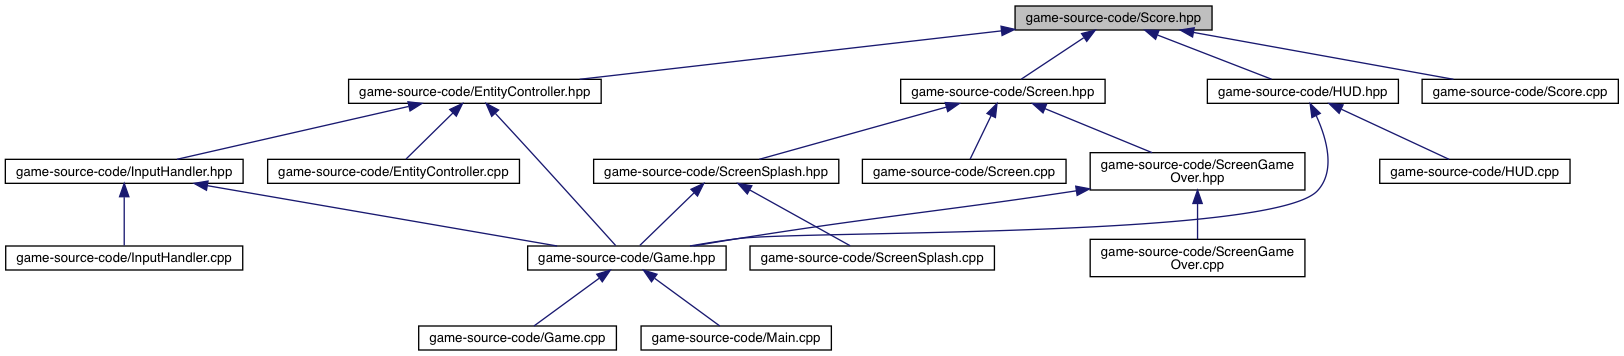 game-source-code/Score.hpp
game-source-code/EntityController.hpp
game-source-code/Screen.hpp
game-source-code/HUD.hpp
game-source-code/Score.cpp
game-source-code/InputHandler.hpp
game-source-code/EntityController.cpp
game-source-code/ScreenSplash.hpp
game-source-code/Screen.cpp
game-source-code/ScreenGame
Over.hpp
game-source-code/HUD.cpp
game-source-code/InputHandler.cpp
game-source-code/Game.hpp
game-source-code/ScreenSplash.cpp
game-source-code/ScreenGame
Over.cpp
game-source-code/Game.cpp
game-source-code/Main.cpp